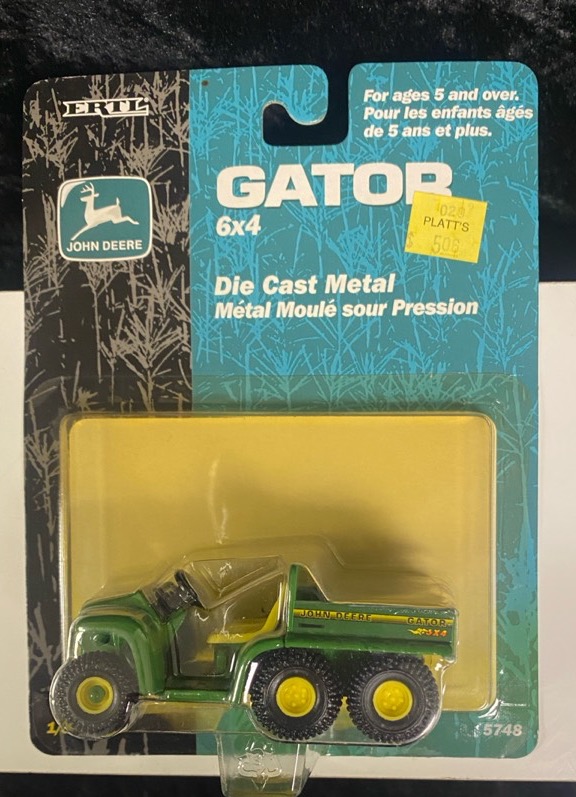 ERTL
For ages 5 and over.
Pour les enfants âgés
de 5 ans et plus.
GATOR
6x4
JOHN DEERE
PLATT'S
Die Cast Metal
Métal Moulé sour Pression
JOHN DEERE
GATOR
6X4
5748